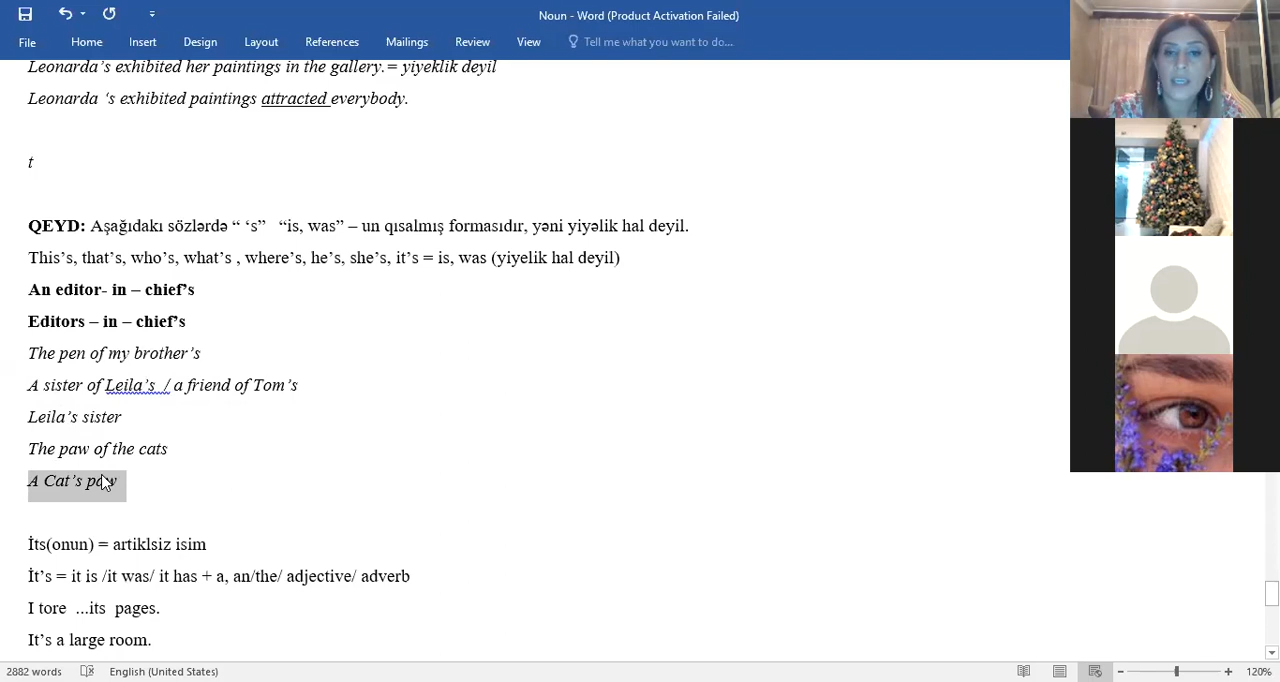 Noun - Word (Product Activation Failed)
File Home Insert Design Layout References Mailings Review View Tell me what you want to do...
Leonarda’s exhibited her paintings in the gallery.= yiyeklik deyil
Leonarda ‘s exhibited paintings attracted everybody.
t
QEYD: Aşağıdakı sözlərdə “ ‘s” “is, was” – un qısalmış formasıdır, yəni yiyəlik hal deyil.
This’s, that’s, who’s, what’s , where’s, he’s, she’s, it’s = is, was (yiyelik hal deyil)
An editor- in – chief’s
Editors – in – chief’s
The pen of my brother’s
A sister of Leila’s / a friend of Tom’s
Leila’s sister
The paw of the cats
A Cat’s paw
İts(onun) = artiklsiz isim
İt’s = it is /it was/ it has + a, an/the/ adjective/ adverb
I tore ...its pages.
It’s a large room.
2882 words English (United States) 120%